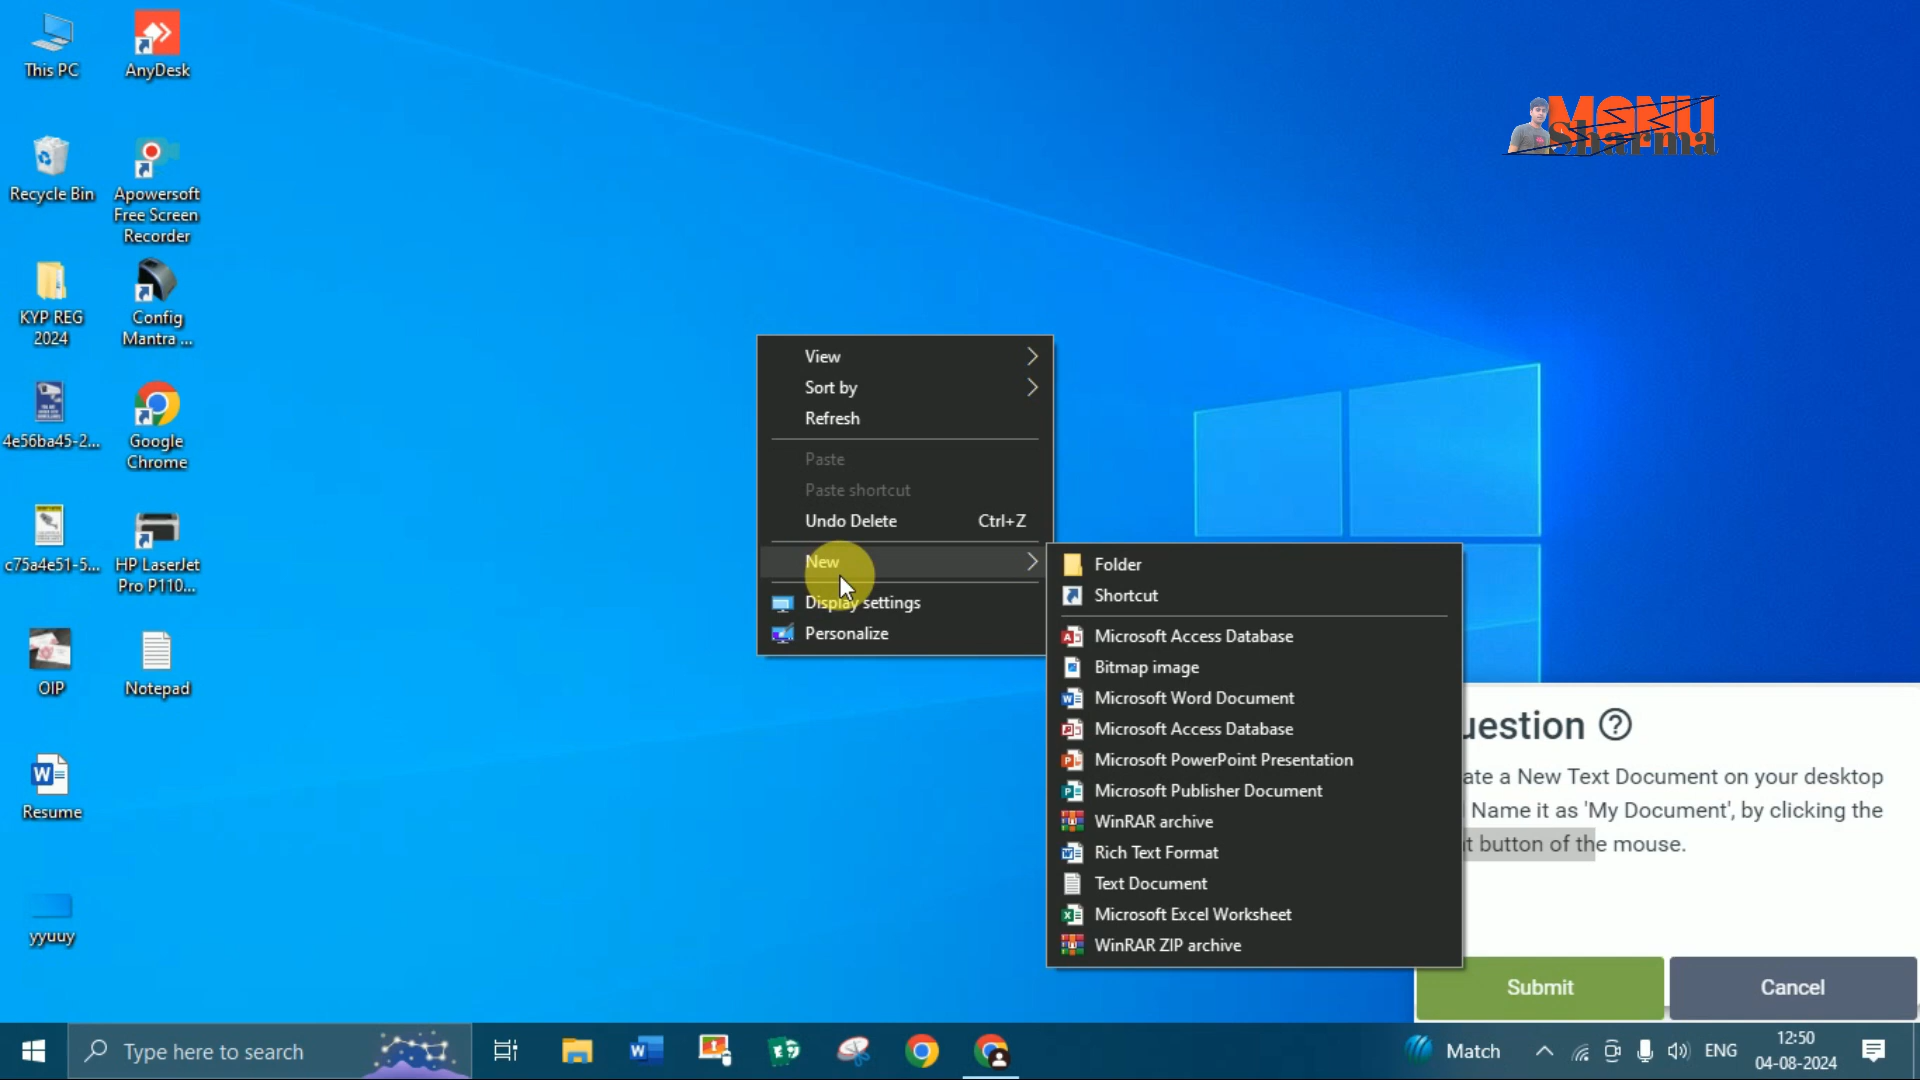 This PC
AnyDesk
Recycle Bin
Apowersoft
Free Screen
Recorder
KYP REG
2024
Config
Mantra ...
4e56ba45-2...
Google
Chrome
c75a4e51-5...
HP LaserJet
Pro P110...
OIP
Notepad
Resume
yyuuy
MONU
Sharma
View
Sort by
Refresh
Paste
Paste shortcut
Undo Delete Ctrl+Z
New
Display settings
Personalize
Folder
Shortcut
Microsoft Access Database
Bitmap image
Microsoft Word Document
Microsoft Access Database
Microsoft PowerPoint Presentation
Microsoft Publisher Document
WinRAR archive
Rich Text Format
Text Document
Microsoft Excel Worksheet
WinRAR ZIP archive
uestion ?
ate a New Text Document on your desktop
Name it as 'My Document', by clicking the
t button of the mouse.
Submit
Cancel
Type here to search
Match
ENG
12:50
04-08-2024